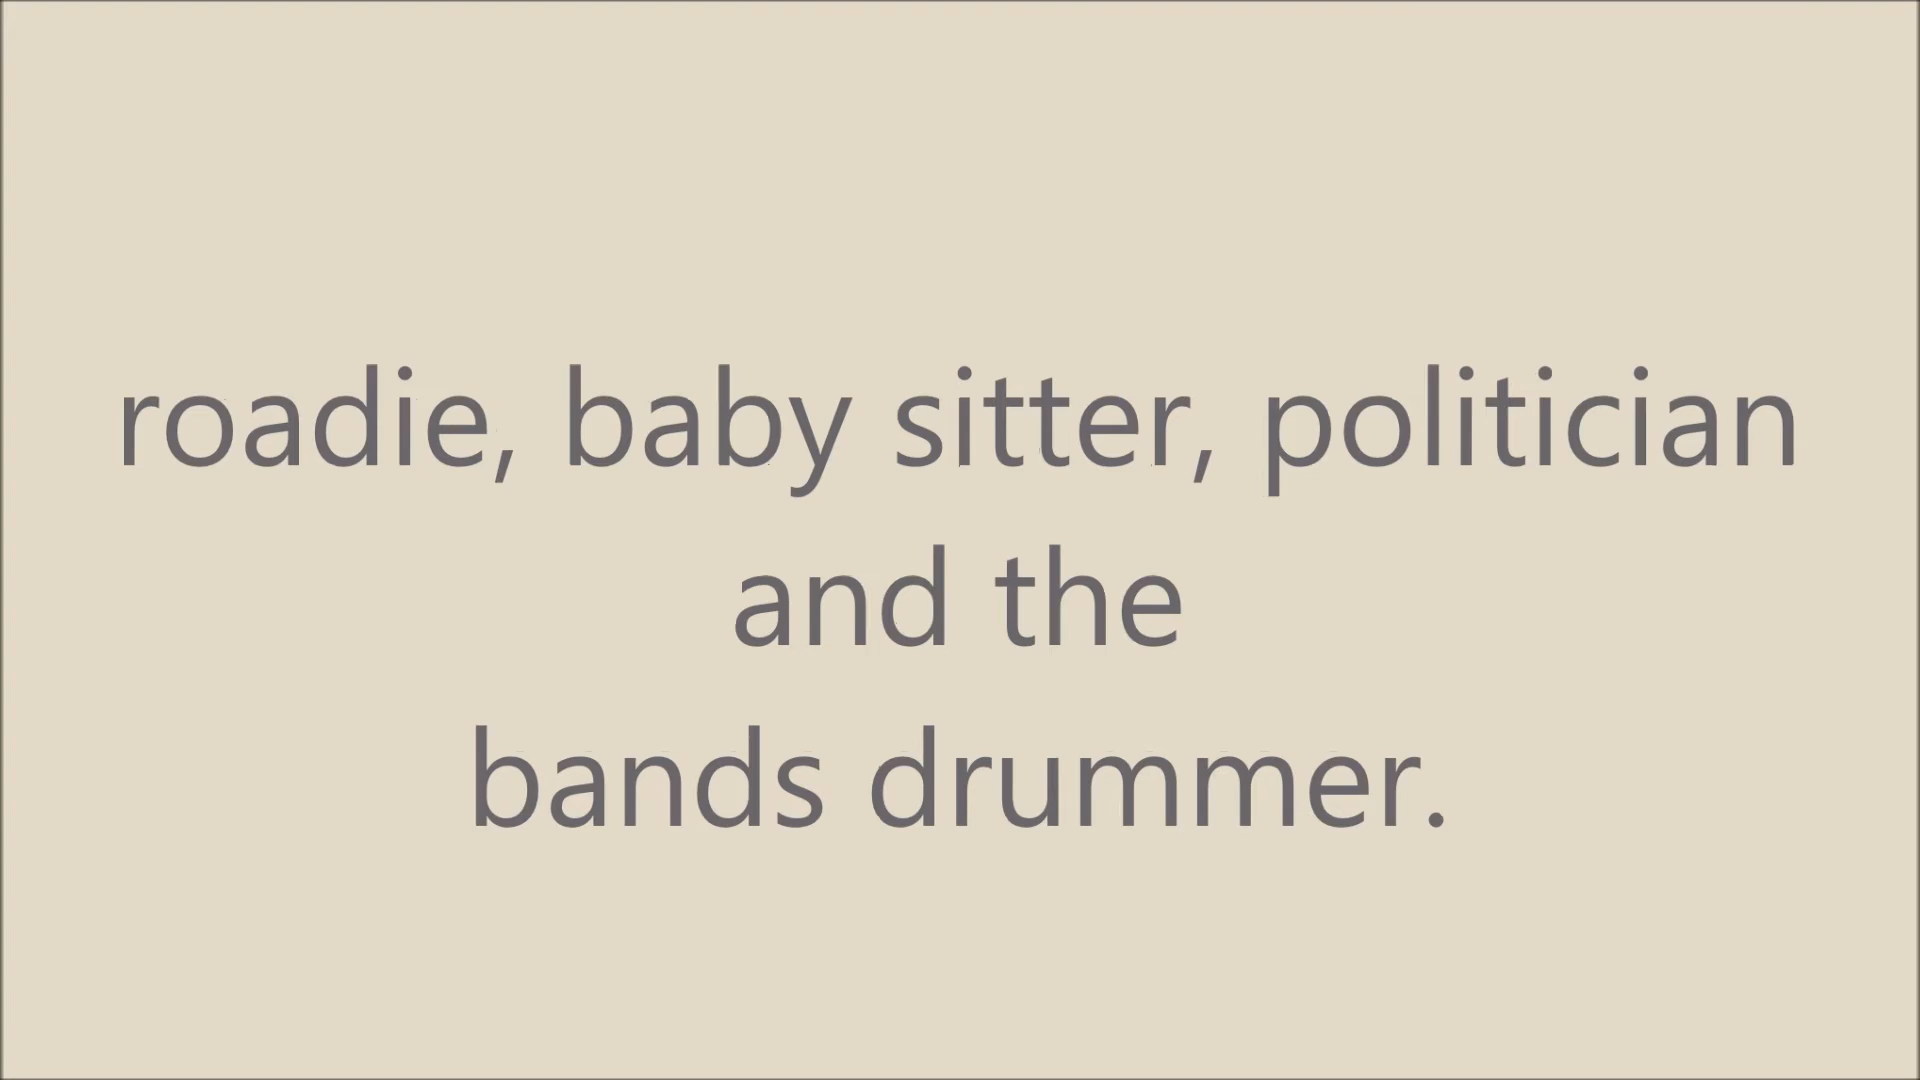 roadie, baby sitter, politician
and the
bands drummer.